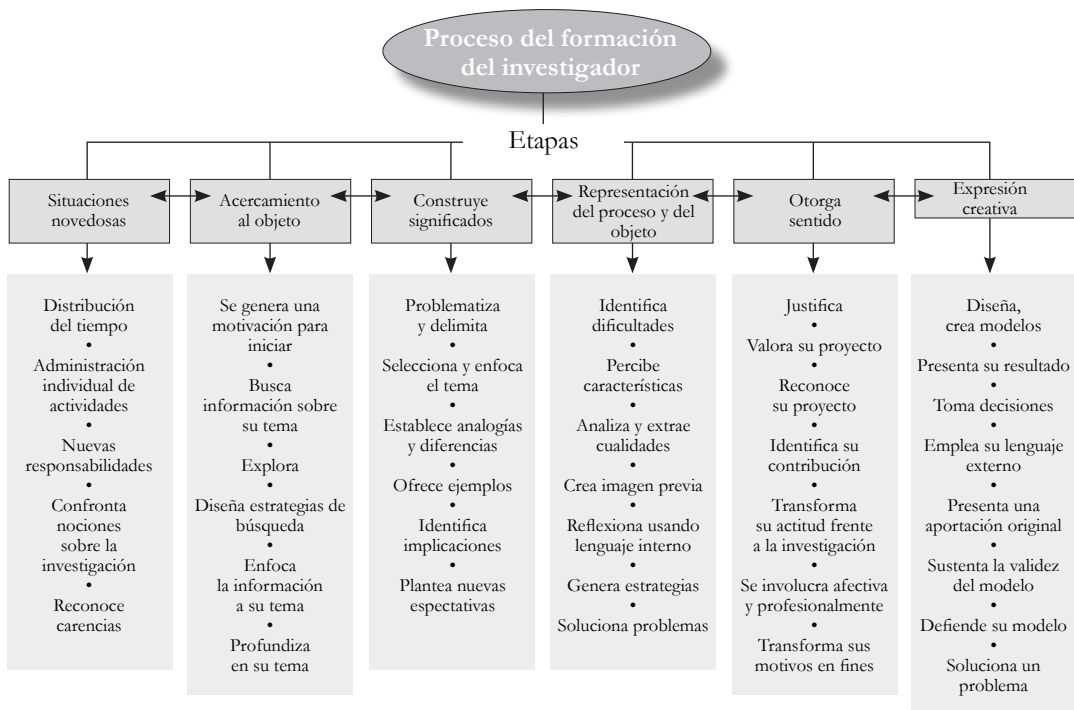 Proceso del formación
del investigador
Etapas
Situaciones
novedosas
Acercamiento
al objeto
Construye
significados
Representación
del proceso y del
objeto
Otorga
sentido
Expresión
creativa
Distribución
del tiempo
•
Administración
individual de
actividades
•
Nuevas
responsabilidades
•
Confronta
nociones
sobre la
investigación
•
Reconoce
carencias
Se genera una
motivación para
iniciar
•
Busca
información sobre
su tema
•
Explora
•
Diseña estrategias de
búsqueda
•
Enfoca
la información
a su tema
•
Profundiza
en su tema
Problematiza
y delimita
•
Selecciona y enfoca
el tema
•
Establece analogías
y diferencias
•
Ofrece ejemplos
•
Identifica
implicaciones
•
Plantea nuevas
espectativas
Identifica
dificultades
•
Percibe
características
•
Analiza y extrae
cualidades
•
Crea imagen previa
•
Reflexiona usando
lenguaje interno
•
Genera estrategias
•
Soluciona problemas
Justifica
•
Valora su proyecto
•
Reconoce
su proyecto
•
Identifica su
contribución
•
Transforma
su actitud frente
a la investigación
•
Se involucra afectiva
y profesionalmente
•
Transforma sus
motivos en fines
Diseña,
crea modelos
•
Presenta su resultado
•
Toma decisiones
•
Emplea su lenguaje
externo
•
Presenta una
aportación original
•
Sustenta la validez
del modelo
•
Defiende su modelo
•
Soluciona un
problema